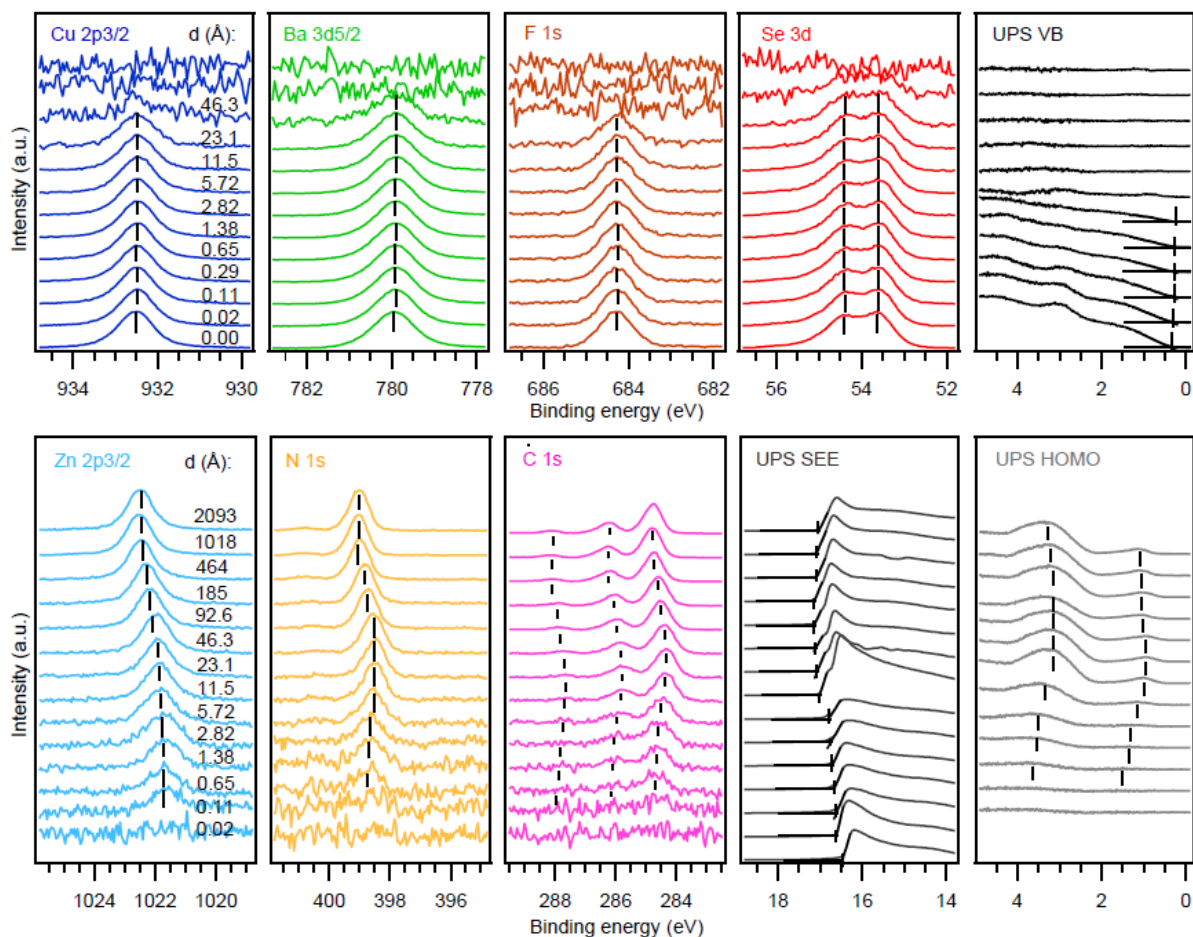 Cu 2p3/2 d (Å):
46.3
23.1
11.5
5.72
2.82
1.38
0.65
0.29
0.11
0.02
0.00
934 932 930
Ba 3d5/2
782 780 778
F 1s
686 684 682
Se 3d
56 54 52
UPS VB
4 2 0
Intensity (a.u.)
Binding energy (eV)
Zn 2p3/2 d (Å):
2093
1018
464
185
92.6
46.3
23.1
11.5
5.72
2.82
1.38
0.65
0.11
0.02
1024 1022 1020
N 1s
400 398 396
C 1s
288 286 284
UPS SEE
18 16 14
UPS HOMO
4 2 0
Intensity (a.u.)
Binding energy (eV)